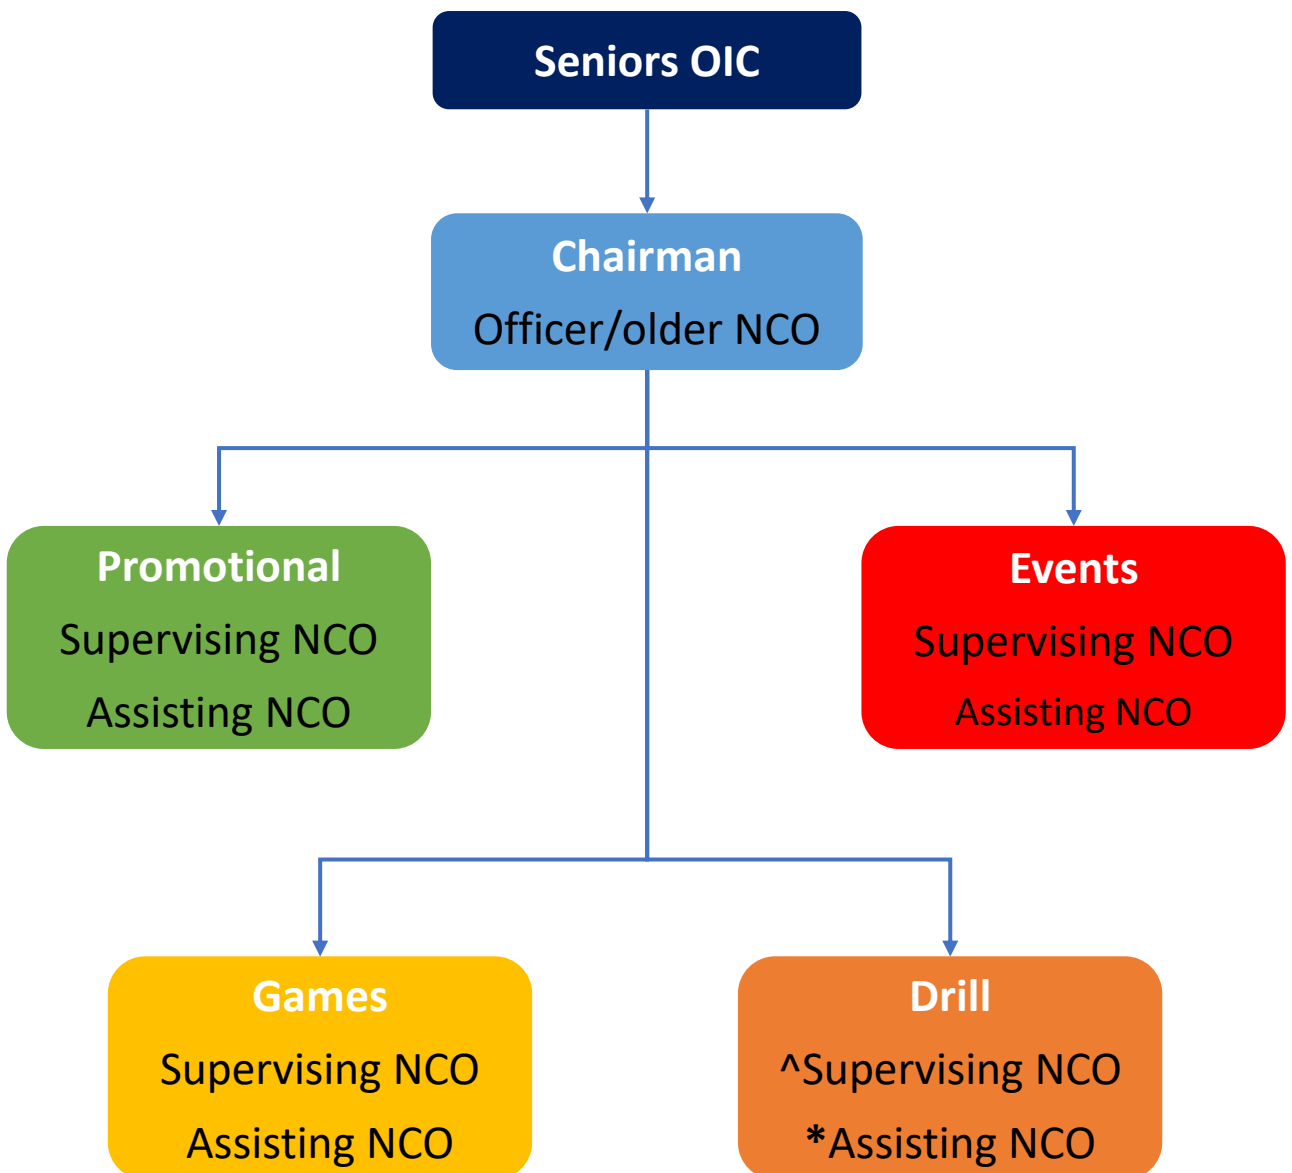 Seniors OIC
Chairman
Officer/older NCO
Promotional
Supervising NCO
Assisting NCO
Events
Supervising NCO
Assisting NCO
Games
Supervising NCO
Assisting NCO
Drill
^Supervising NCO
*Assisting NCO